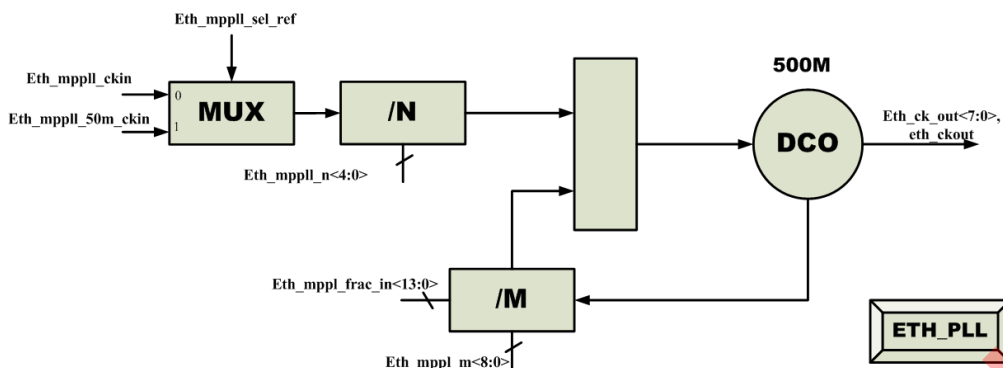 Eth_mppll_sel_ref
Eth_mppll_ckin
0
MUX
Eth_mppll_50m_ckin
1
/N
Eth_mppll_n<4:0>
500M
DCO
Eth_ck_out<7:0>,
eth_ckout
Eth_mppl_frac_in<13:0>
/M
Eth_mppl_m<8:0>
ETH_PLL